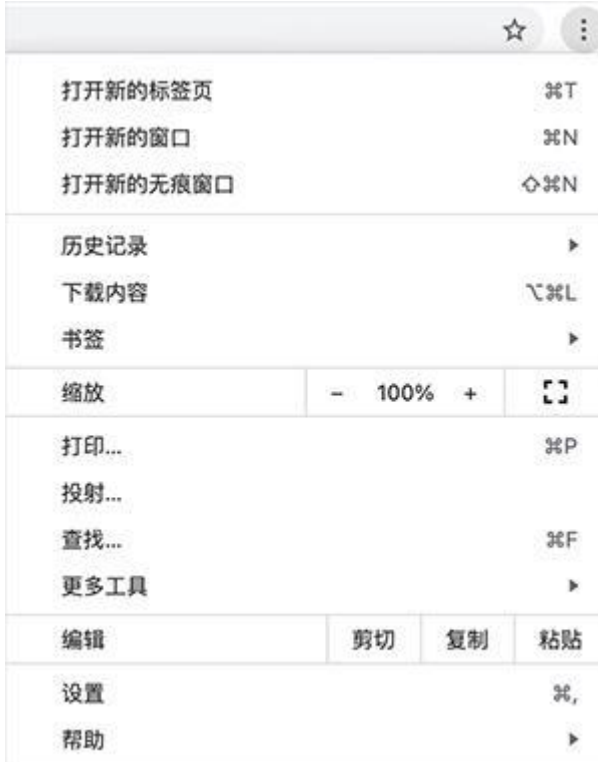 打开新的标签页 ⌘T
打开新的窗口 ⌘N
打开新的无痕窗口 ⇧⌘N
历史记录
下载内容 ⌥⌘L
书签
缩放 - 100% +
打印... ⌘P
投射...
查找... ⌘F
更多工具
编辑 剪切 复制 粘贴
设置 ⌘,
帮助